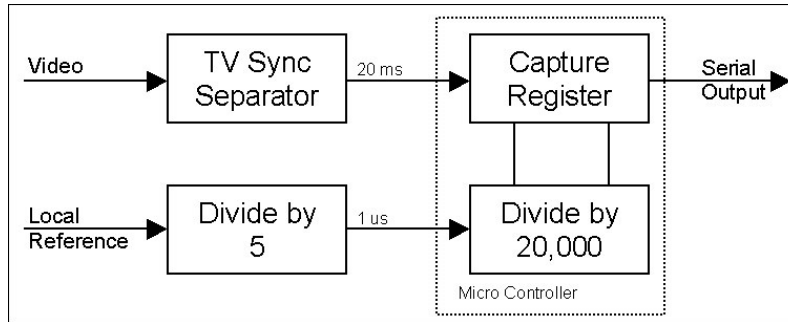 Video
TV Sync
Separator
20 ms
Capture
Register
Serial
Output
Local
Reference
Divide by
5
1 us
Divide by
20,000
Micro Controller